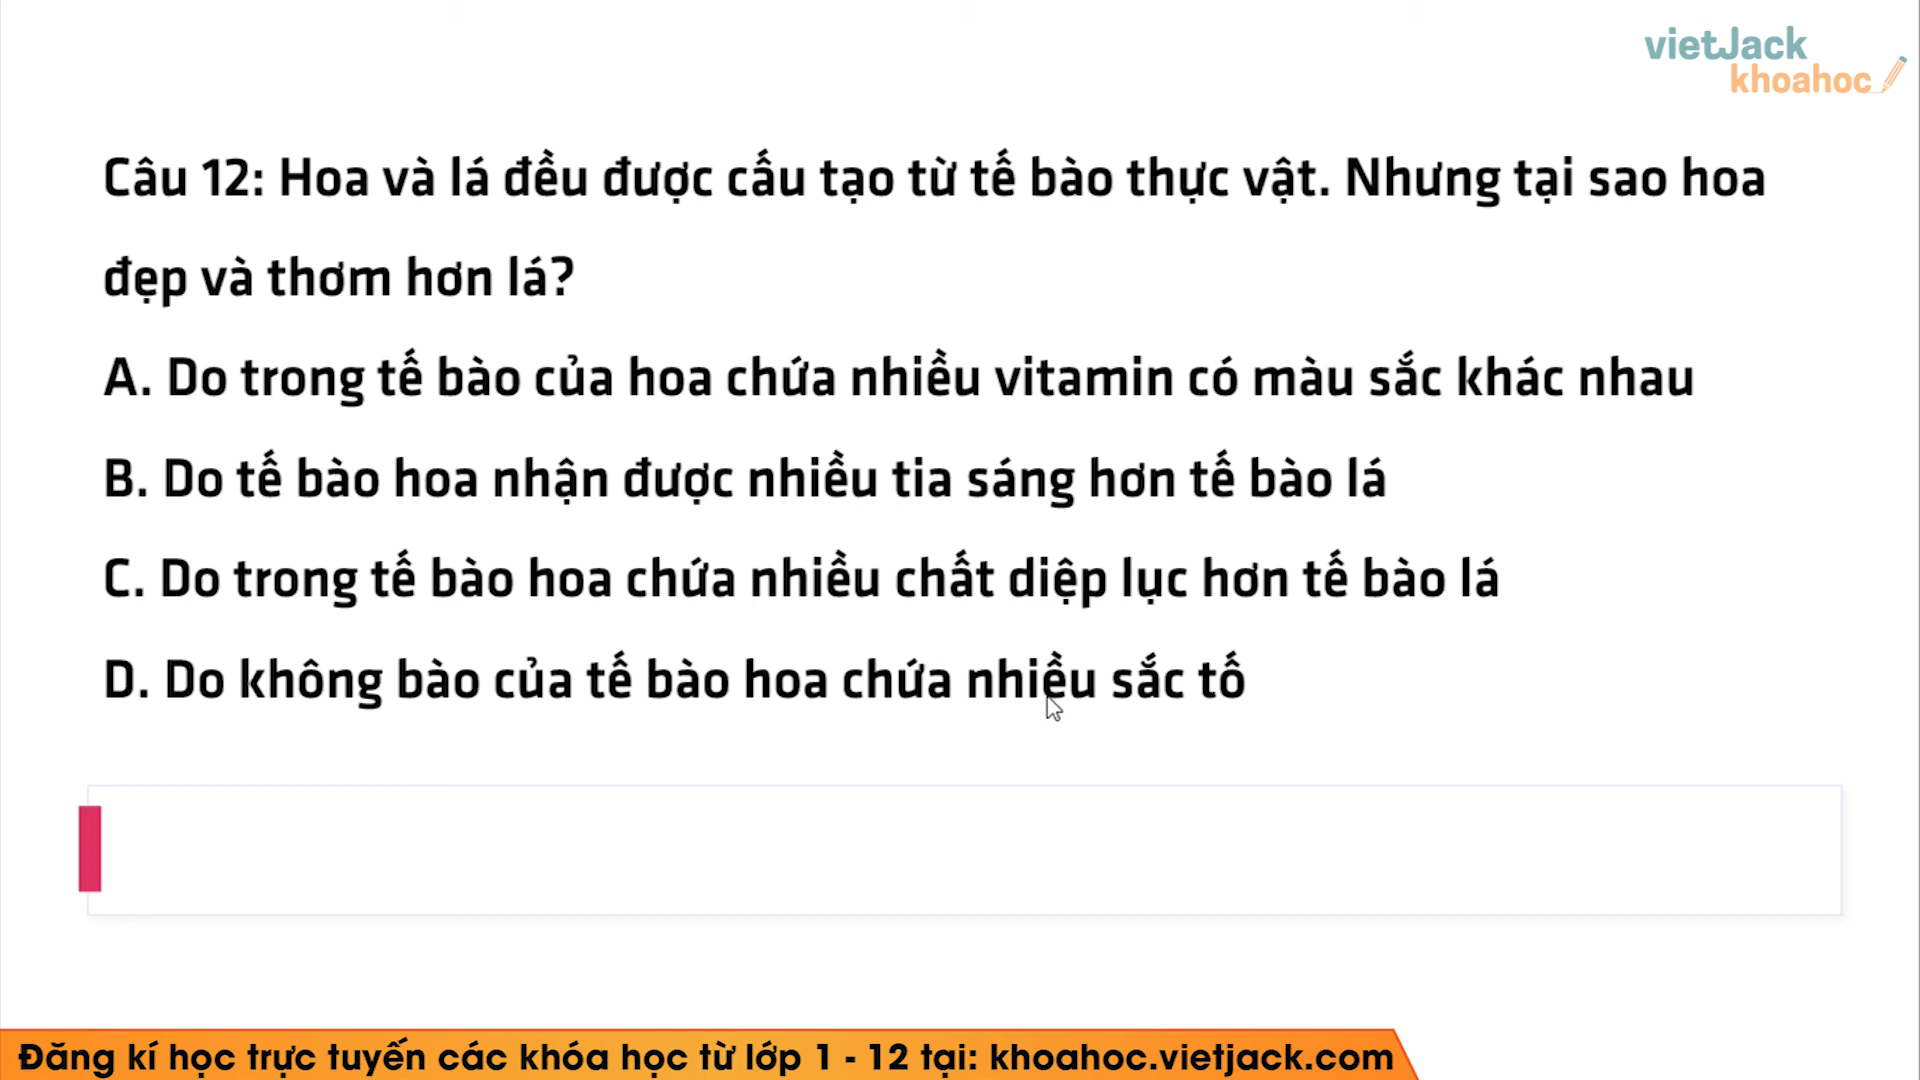 vietJack
khoahoc
Câu 12: Hoa và lá đều được cấu tạo từ tế bào thực vật. Nhưng tại sao hoa
đẹp và thơm hơn lá?
A. Do trong tế bào của hoa chứa nhiều vitamin có màu sắc khác nhau
B. Do tế bào hoa nhận được nhiều tia sáng hơn tế bào lá
C. Do trong tế bào hoa chứa nhiều chất diệp lục hơn tế bào lá
D. Do không bào của tế bào hoa chứa nhiều sắc tố
Đăng kí học trực tuyến các khóa học từ lớp 1 - 12 tại: khoahoc.vietjack.com